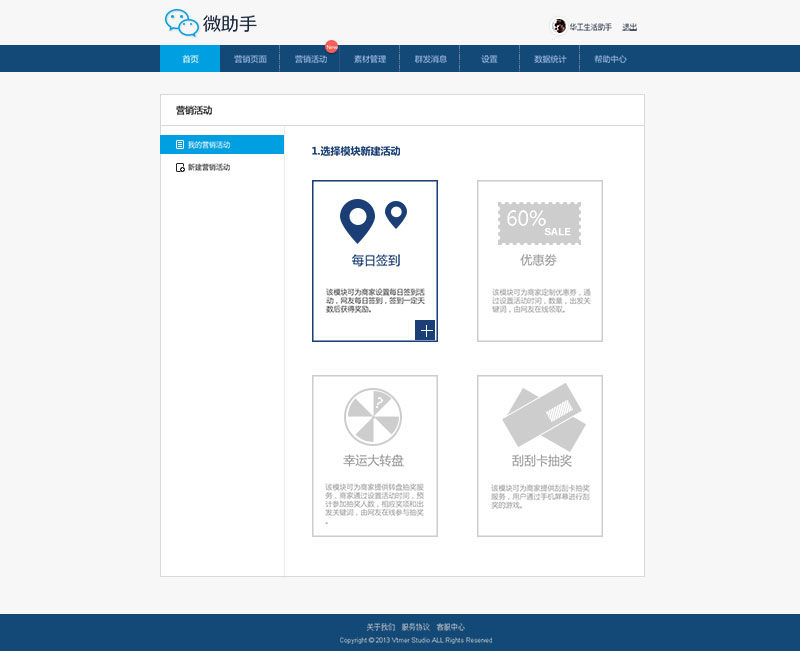 微助手
华工生活助手 退出
首页 营销页面 营销活动 New 素材管理 群发消息 设置 数据统计 帮助中心
营销活动
我的营销活动
新建营销活动
1.选择模块新建活动
每日签到
该模块可为商家设置每日签到活
动，网友每日签到，签到一定天
数后获得奖励。
60%
SALE
优惠券
该模块可为商家定制优惠券，通
过设置活动时间，数量，出发关
键词，由网友在线领取。
?
幸运大转盘
该模块可为商家提供转盘抽奖服
务，商家通过设置活动时间，预
计参加抽奖人数，相应奖项和出
发关键词，由网友在线参与抽奖
。
刮刮卡抽奖
该模块可为商家提供刮刮卡抽奖
服务，用户通过手机屏幕进行刮
奖的游戏。
关于我们 服务协议 客服中心
Copyright © 2013 Vtmer Studio ALL Rights Reserved